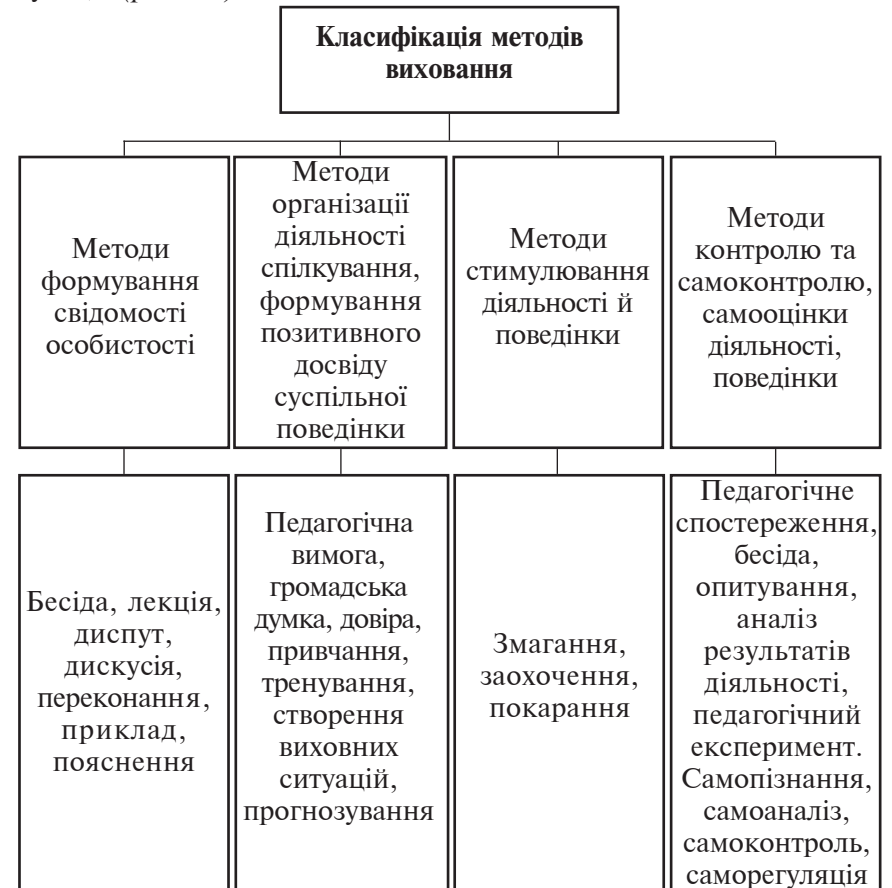 Класифікація методів
виховання
Методи
формування
свідомості
особистості
Методи
організації
діяльності
спілкування,
формування
позитивного
досвіду
суспільної
поведінки
Методи
стимулювання
діяльності й
поведінки
Методи
контролю та
самоконтролю,
самооцінки
діяльності,
поведінки
Бесіда, лекція,
диспут,
дискусія,
переконання,
приклад,
пояснення
Педагогічна
вимога,
громадська
думка, довіра,
привчання,
тренування,
створення
виховних
ситуацій,
прогнозування
Змагання,
заохочення,
покарання
Педагогічне
спостереження,
бесіда,
опитування,
аналіз
результатів
діяльності,
педагогічний
експеримент.
Самопізнання,
самоаналіз,
самоконтроль,
саморегуляція